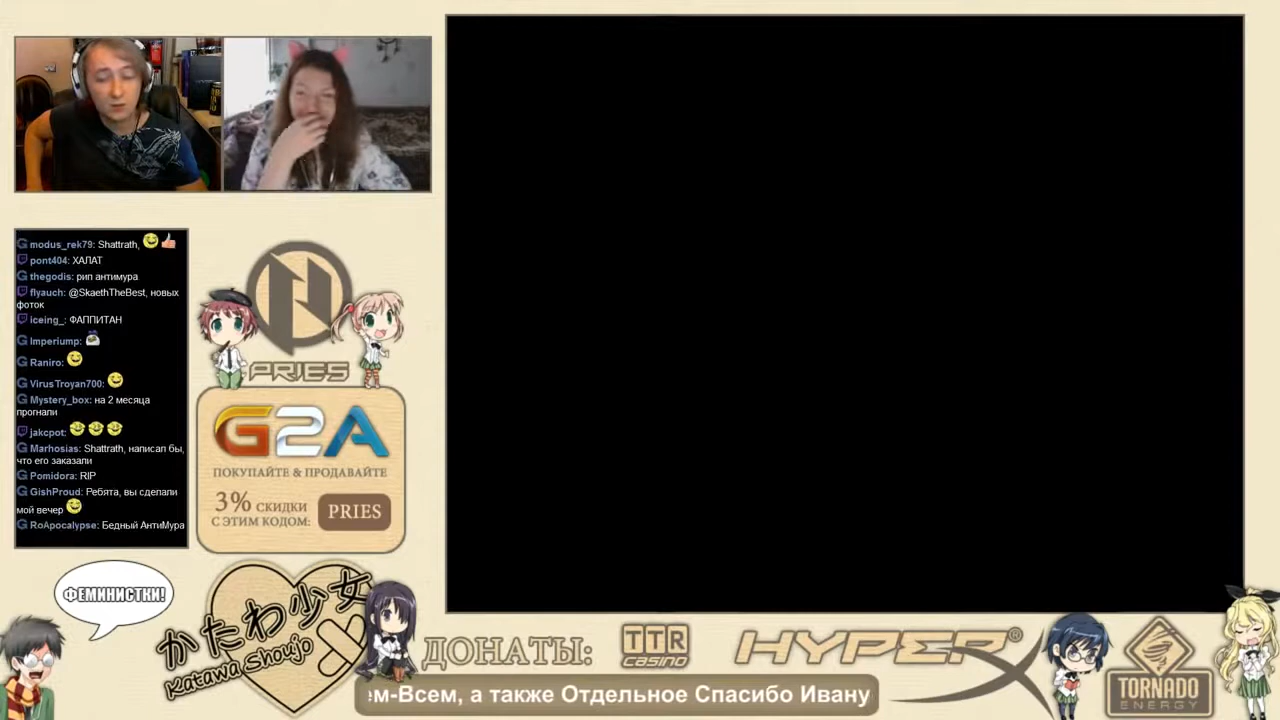 modus_rek79: Shattrath,
pont404: ХАЛАТ
thegodis: рип антимура
flyauch: @SkaethTheBest, новых
фоток
iceing_: ФАППИТАН
Imperiump:
Raniro:
VirusTroyan700:
Mystery_box: на 2 месяца
прогнали
jakcpot:
Marhosias: Shattrath, написал бы,
что его заказали
Pomidora: RIP
GishProud: Ребята, вы сделали
мой вечер
RoApocalypse: Бедный АнтиМура
PRIES
G2A
ПОКУПАЙТЕ & ПРОДАВАЙТЕ
3% СКИДКИ
С ЭТИМ КОДОМ:
PRIES
ФЕМИНИСТКИ!
かたわ少女
Katawa Shoujo
ДОНАТЫ:
TTR
CASINO
HYPERX®
TORNADO
ENERGY
ем-Всем, а также Отдельное Спасибо Ивану